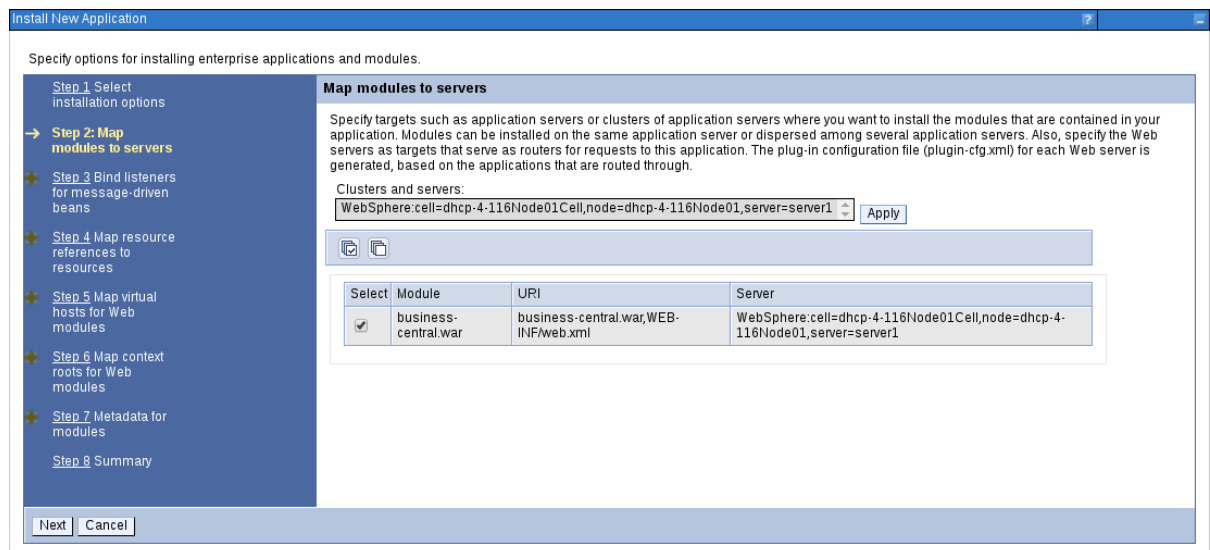 Install New Application
?
Specify options for installing enterprise applications and modules.
Step 1 Select
installation options
Step 2: Map
modules to servers
Step 3 Bind listeners
for message-driven
beans
Step 4 Map resource
references to
resources
Step 5 Map virtual
hosts for Web
modules
Step 6 Map context
roots for Web
modules
Step 7 Metadata for
modules
Step 8 Summary
Map modules to servers
Specify targets such as application servers or clusters of application servers where you want to install the modules that are contained in your
application. Modules can be installed on the same application server or dispersed among several application servers. Also, specify the Web
servers as targets that serve as routers for requests to this application. The plug-in configuration file (plugin-cfg.xml) for each Web server is
generated, based on the applications that are routed through.
Clusters and servers:
WebSphere:cell=dhcp-4-116Node01Cell,node=dhcp-4-116Node01,server=server1
Apply
Select Module URI Server
business-
central.war
business-central.war,WEB-
INF/web.xml
WebSphere:cell=dhcp-4-116Node01Cell,node=dhcp-4-
116Node01,server=server1
Next Cancel